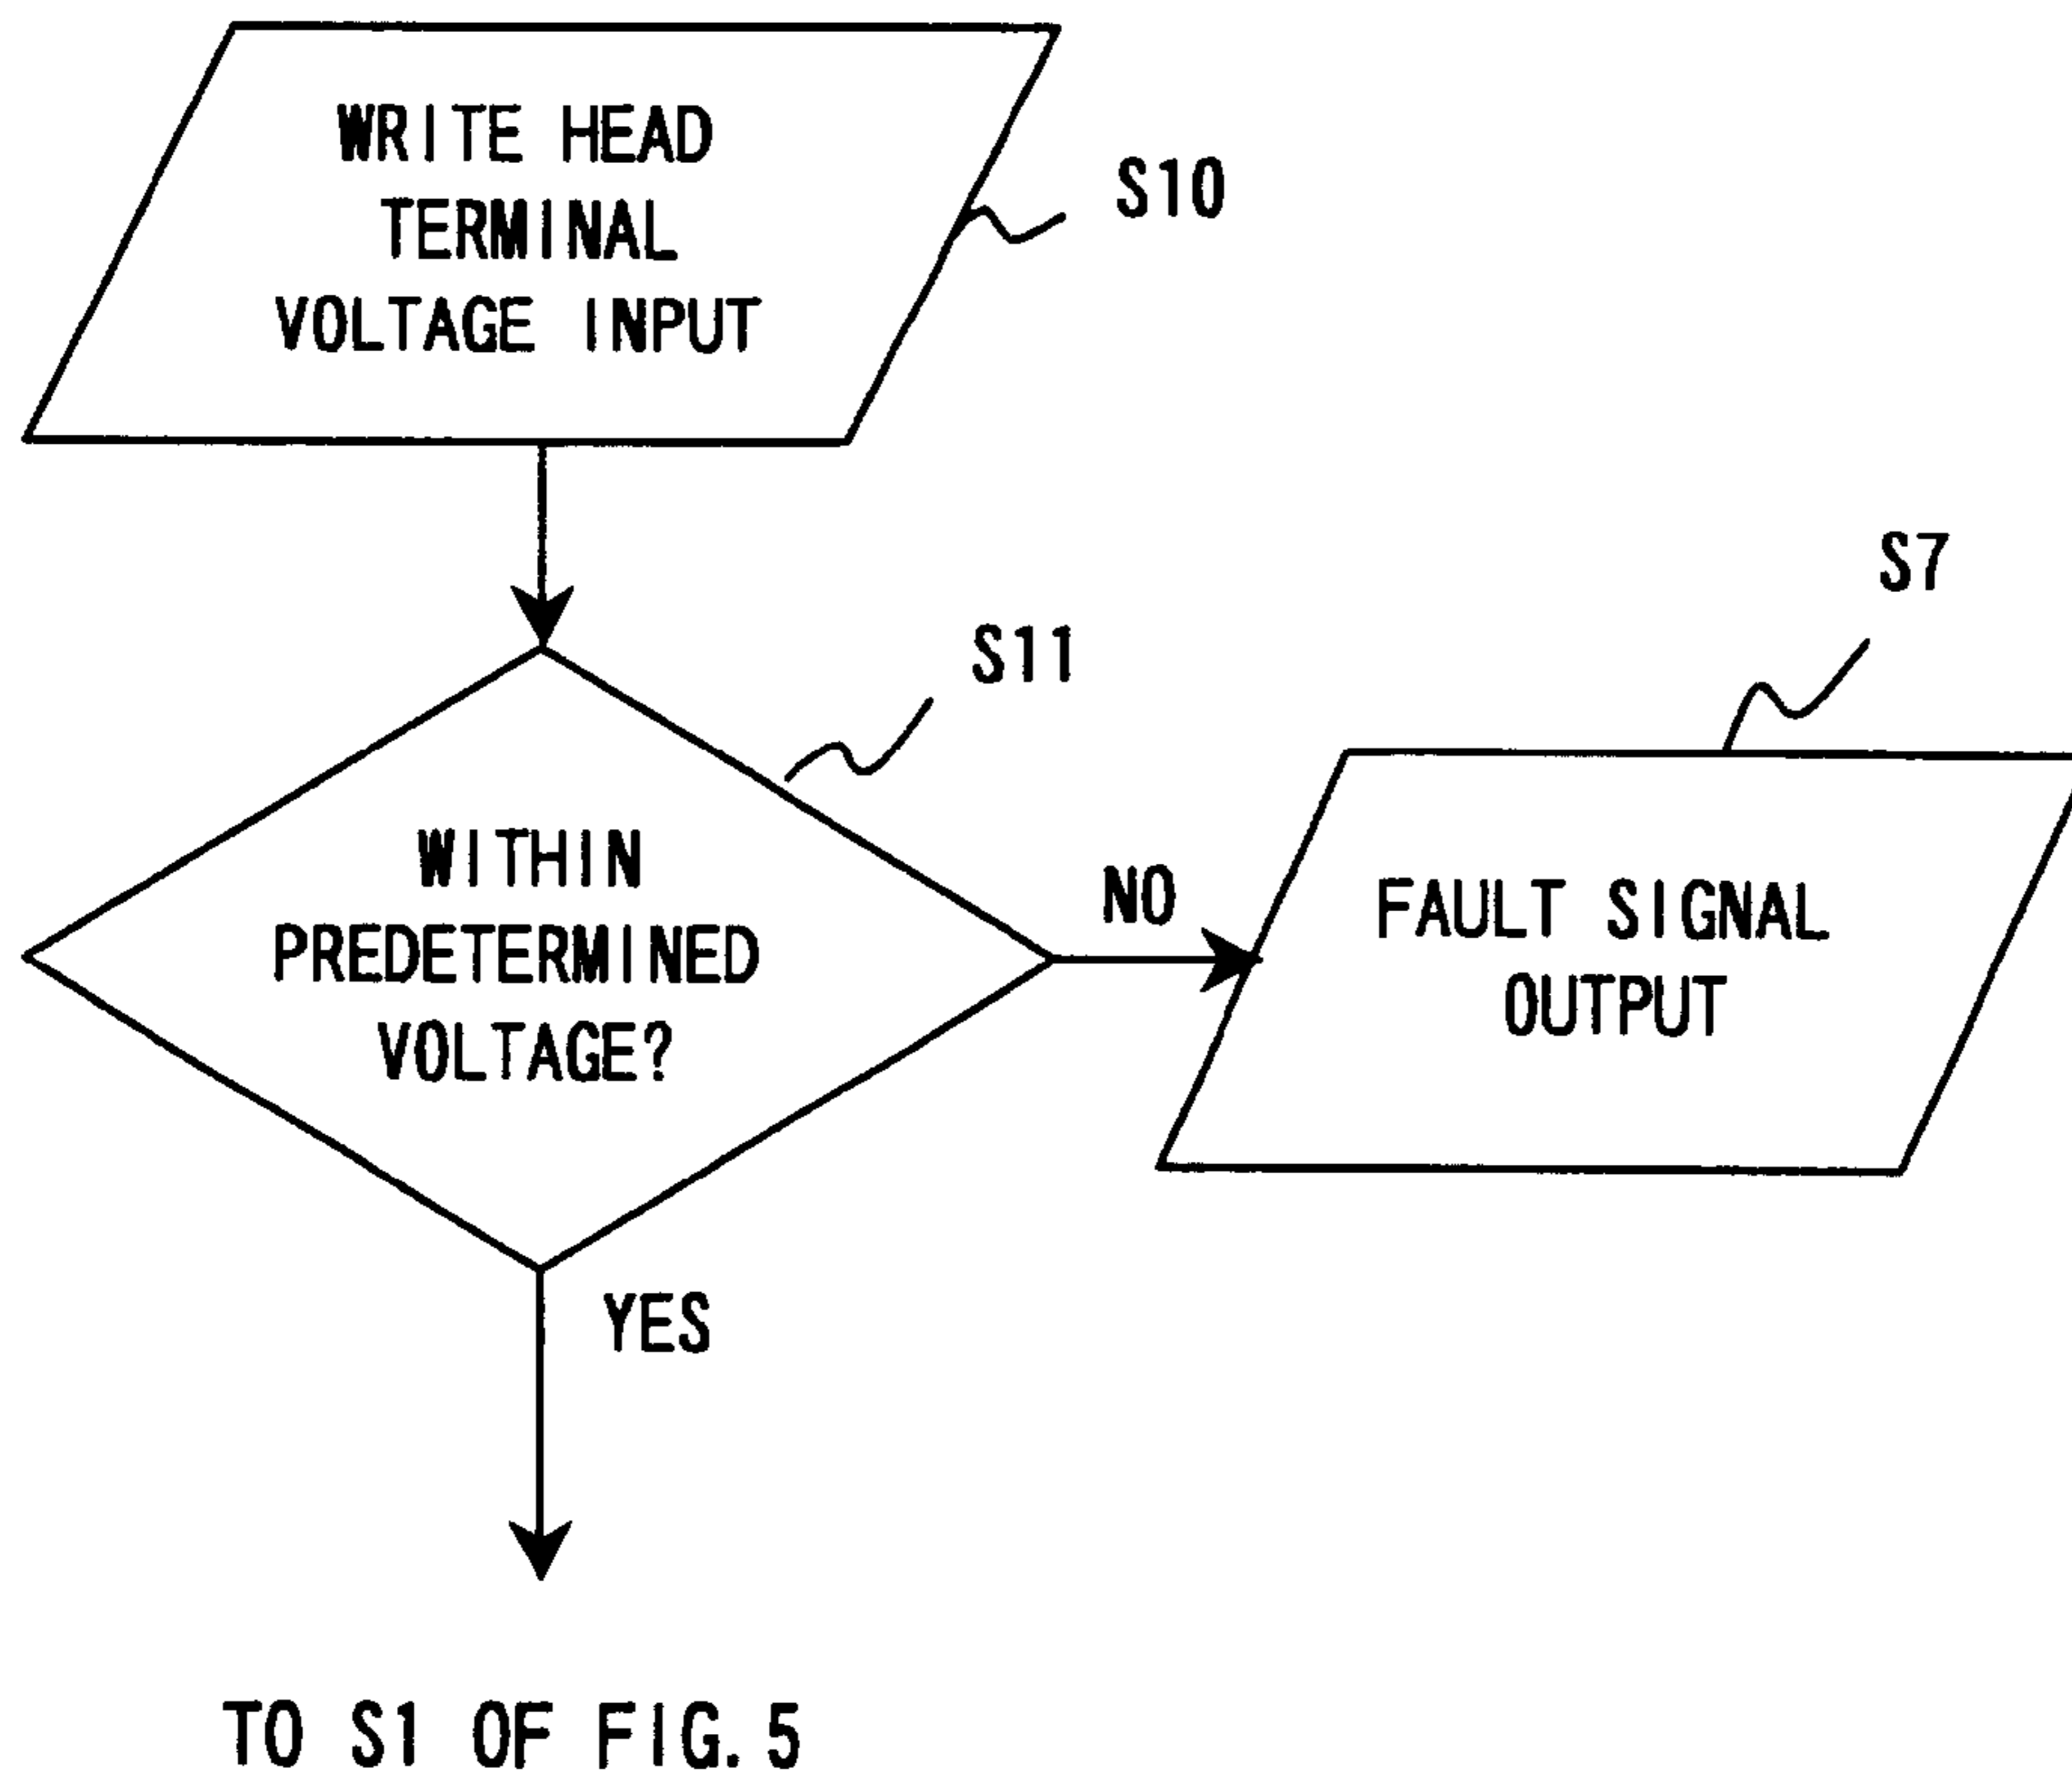 WRITE HEAD
TERMINAL
VOLTAGE INPUT
S10
S11
WITHIN
PREDETERMINED
VOLTAGE?
NO
S7
FAULT SIGNAL
OUTPUT
YES
TO S1 OF FIG. 5